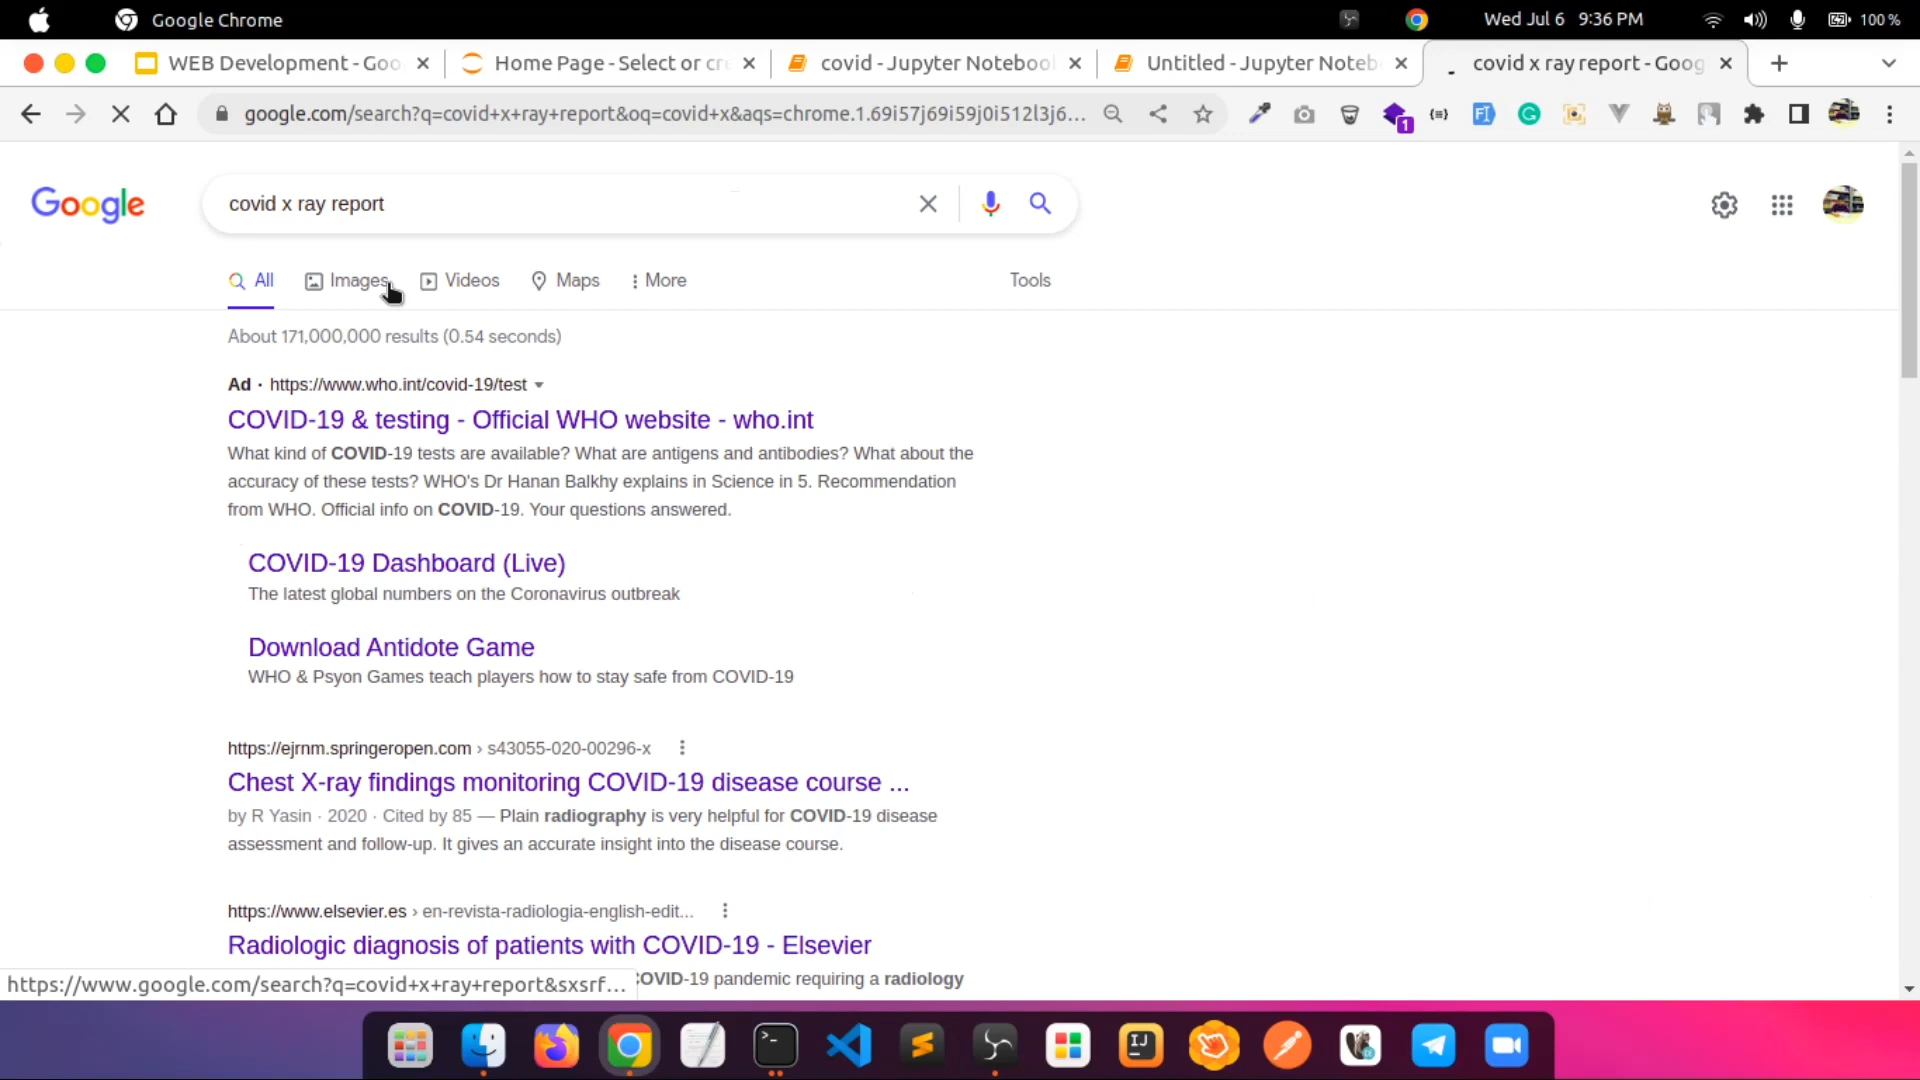 Google Chrome
Wed Jul 6 9:36 PM
100 %
WEB Development - Goo
Home Page - Select or cre
covid - Jupyter Notebook
Untitled - Jupyter Noteb
covid x ray report - Goog
google.com/search?q=covid+x+ray+report&oq=covid+x&aqs=chrome.1.69i57j69i59j0i512l3j6...
1
Google
covid x ray report
All
Images
Videos
Maps
More
Tools
About 171,000,000 results (0.54 seconds)
Ad · https://www.who.int/covid-19/test
COVID-19 & testing - Official WHO website - who.int
What kind of COVID-19 tests are available? What are antigens and antibodies? What about the
accuracy of these tests? WHO's Dr Hanan Balkhy explains in Science in 5. Recommendation
from WHO. Official info on COVID-19. Your questions answered.
COVID-19 Dashboard (Live)
The latest global numbers on the Coronavirus outbreak
Download Antidote Game
WHO & Psyon Games teach players how to stay safe from COVID-19
https://ejrnm.springeropen.com › s43055-020-00296-x
Chest X-ray findings monitoring COVID-19 disease course ...
by R Yasin · 2020 · Cited by 85 — Plain radiography is very helpful for COVID-19 disease
assessment and follow-up. It gives an accurate insight into the disease course.
https://www.elsevier.es › en-revista-radiologia-english-edit...
Radiologic diagnosis of patients with COVID-19 - Elsevier
COVID-19 pandemic requiring a radiology
https://www.google.com/search?q=covid+x+ray+report&sxsrf...